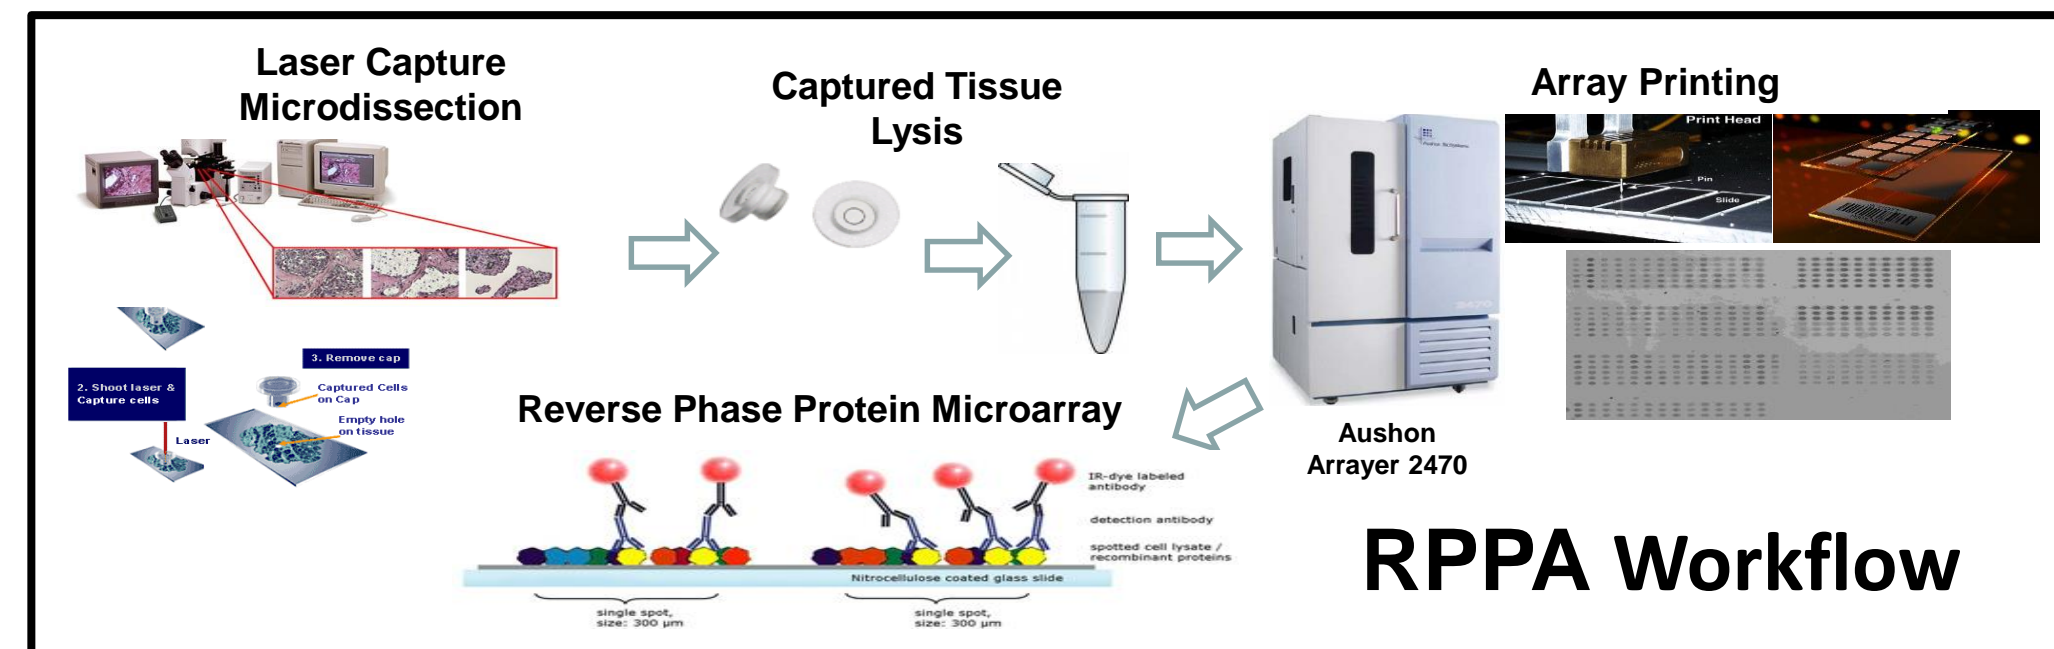 Laser Capture
Microdissection
Captured Tissue
Lysis
Array Printing
Print Head
Pin
Slide
Aushon BioSystems
2470
3. Remove cap
2. Shoot laser &
Capture cells
Captured Cells
on Cap
Empty hole
on tissue
Laser
Reverse Phase Protein Microarray
Aushon
Arrayer 2470
IR-dye labeled
antibody
detection antibody
spotted cell lysate /
recombinant proteins
Nitrocellulose coated glass slide
single spot,
size: 300 μm
single spot,
size: 300 μm
RPPA Workflow